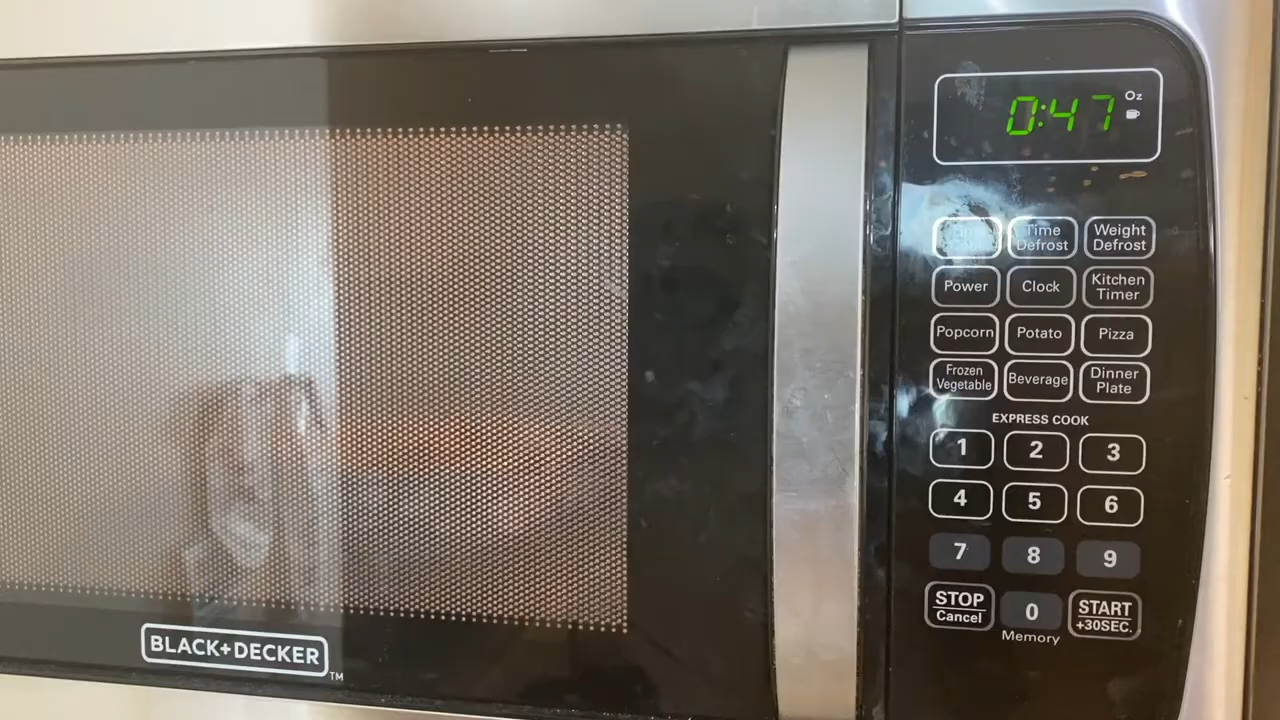 0:47
Oz
Time
Defrost
Weight
Defrost
Power
Clock
Kitchen
Timer
Popcorn
Potato
Pizza
Frozen
Vegetable
Beverage
Dinner
Plate
EXPRESS COOK
1
2
3
4
5
6
7
8
9
STOP
Cancel
0
Memory
START
+30SEC.
BLACK+DECKER
TM